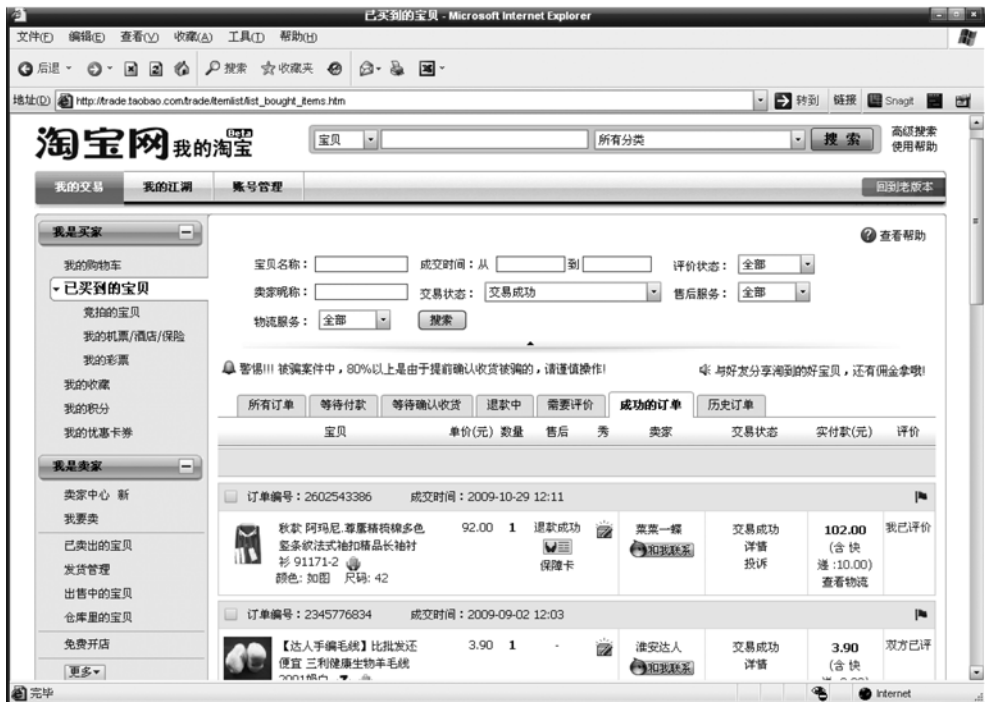 已买到的宝贝 - Microsoft Internet Explorer
文件(F) 编辑(E) 查看(V) 收藏(A) 工具(T) 帮助(H)
后退 搜索 收藏夹
地址(D) http://trade.taobao.com/trade/itemlist/list_bought_items.htm 转到 链接 SnagIt
淘宝网 我的淘宝 Beta 宝贝 所有分类 搜索 高级搜索
使用帮助
我的交易 我的江湖 账号管理 回到老版本
我是买家
我的购物车
已买到的宝贝
竞拍的宝贝
我的机票/酒店/保险
我的彩票
我的收藏
我的积分
我的优惠卡券
我是卖家
卖家中心 新
我要卖
已卖出的宝贝
发货管理
出售中的宝贝
仓库里的宝贝
免费开店
更多
查看帮助
宝贝名称: 成交时间:从 到 评价状态: 全部
卖家昵称: 交易状态: 交易成功 售后服务: 全部
物流服务: 全部 搜索
警惕!!! 被骗案件中,80%以上是由于提前确认收货被骗的,请谨慎操作! 与好友分享淘到的好宝贝,还有佣金拿哦!
所有订单 等待付款 等待确认收货 退款中 需要评价 成功的订单 历史订单
宝贝 单价(元) 数量 售后 秀 卖家 交易状态 实付款(元) 评价
订单编号:2602543386 成交时间:2009-10-29 12:11
秋款 阿玛尼.尊鹰精梳棉多色 92.00 1 退款成功 菜菜一蝶 交易成功 102.00 我已评价
竖条纹法式袖扣精品长袖衬 和我联系 详情 (含 快
衫 91171-2 保障卡 投诉 递:10.00)
颜色: 如图 尺码: 42 查看物流
订单编号:2345776834 成交时间:2009-09-02 12:03
【达人手编毛线】比批发还 3.90 1 - 淮安达人 交易成功 3.90 双方已评
便宜 三利健康生物羊毛绒 和我联系 详情 (含 快
完毕 Internet